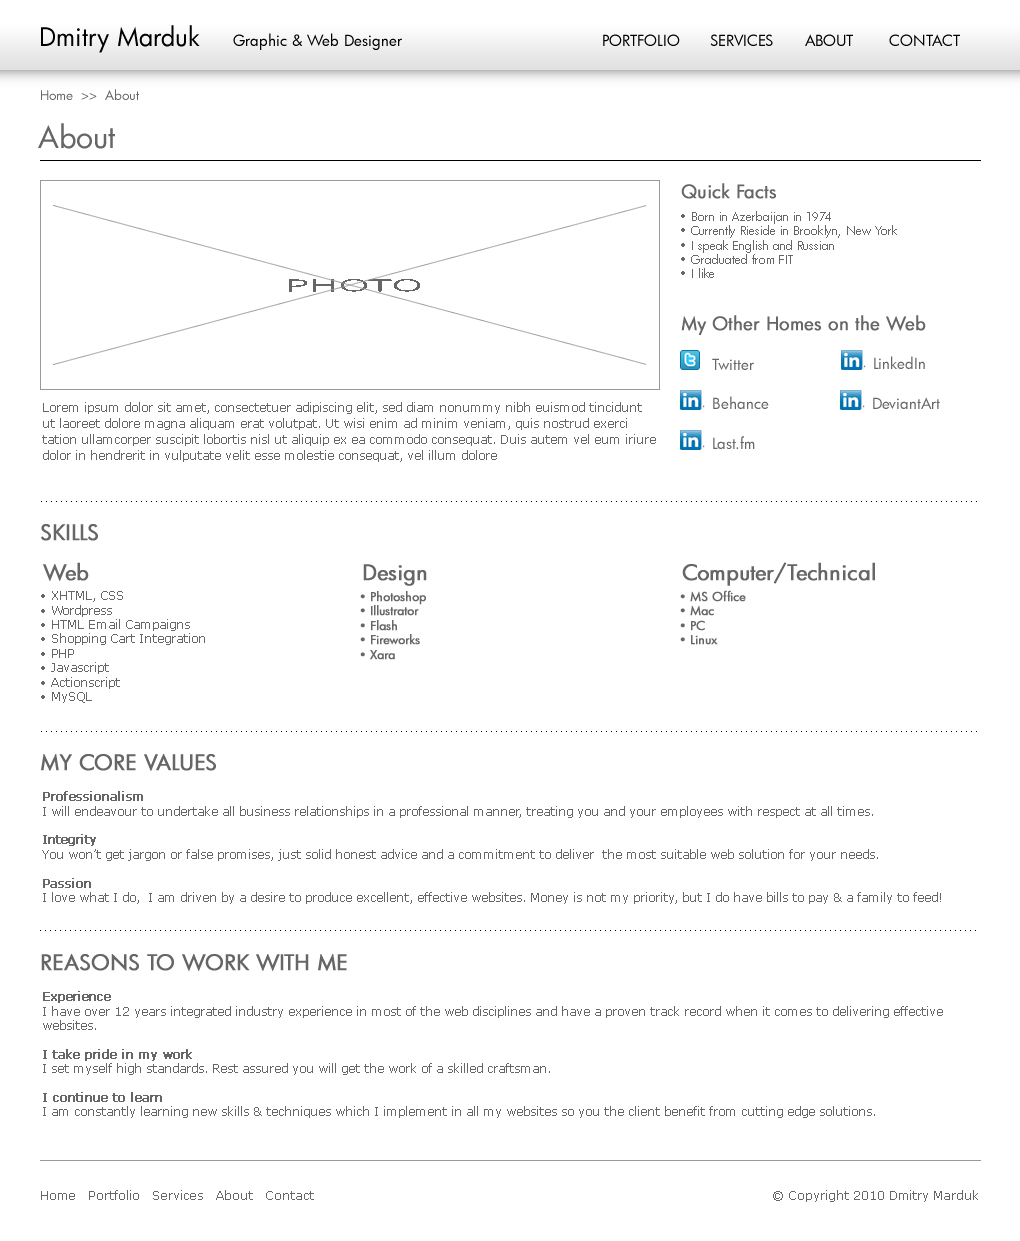 Dmitry Marduk Graphic & Web Designer PORTFOLIO SERVICES ABOUT CONTACT
Home >> About
About
PHOTO
Lorem ipsum dolor sit amet, consectetuer adipiscing elit, sed diam nonummy nibh euismod tincidunt
ut laoreet dolore magna aliquam erat volutpat. Ut wisi enim ad minim veniam, quis nostrud exerci
tation ullamcorper suscipit lobortis nisl ut aliquip ex ea commodo consequat. Duis autem vel eum iriure
dolor in hendrerit in vulputate velit esse molestie consequat, vel illum dolore
Quick Facts
• Born in Azerbaijan in 1974
• Currently Rieside in Brooklyn, New York
• I speak English and Russian
• Graduated from FIT
• I like
My Other Homes on the Web
t Twitter in. LinkedIn
in. Behance in. DeviantArt
in. Last.fm
SKILLS
Web
• XHTML, CSS
• Wordpress
• HTML Email Campaigns
• Shopping Cart Integration
• PHP
• Javascript
• Actionscript
• MySQL
Design
• Photoshop
• Illustrator
• Flash
• Fireworks
• Xara
Computer/Technical
• MS Office
• Mac
• PC
• Linux
MY CORE VALUES
Professionalism
I will endeavour to undertake all business relationships in a professional manner, treating you and your employees with respect at all times.
Integrity
You won't get jargon or false promises, just solid honest advice and a commitment to deliver  the most suitable web solution for your needs.
Passion
I love what I do,  I am driven by a desire to produce excellent, effective websites. Money is not my priority, but I do have bills to pay & a family to feed!
REASONS TO WORK WITH ME
Experience
I have over 12 years integrated industry experience in most of the web disciplines and have a proven track record when it comes to delivering effective
websites.
I take pride in my work
I set myself high standards. Rest assured you will get the work of a skilled craftsman.
I continue to learn
I am constantly learning new skills & techniques which I implement in all my websites so you the client benefit from cutting edge solutions.
Home Portfolio Services About Contact © Copyright 2010 Dmitry Marduk